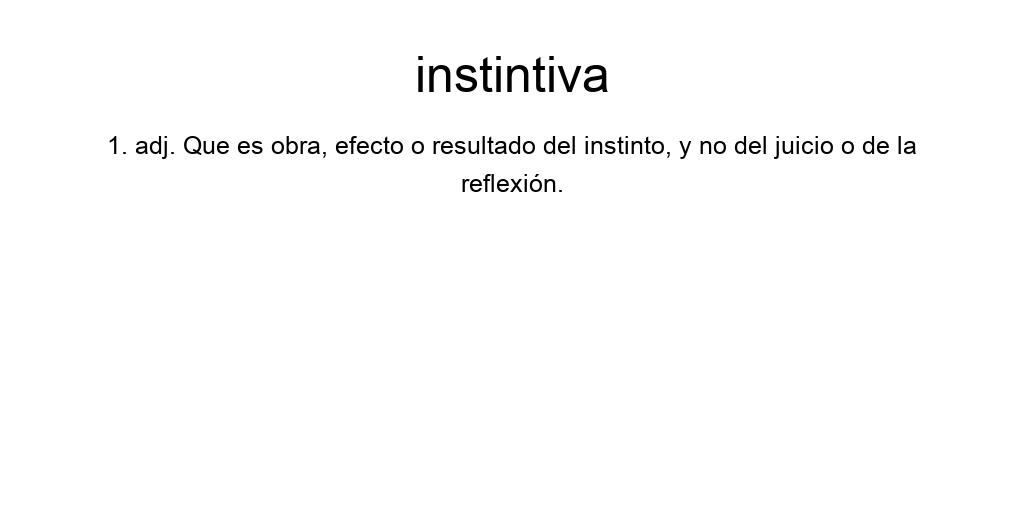 instintiva
1. adj. Que es obra, efecto o resultado del instinto, y no del juicio o de la
reflexión.